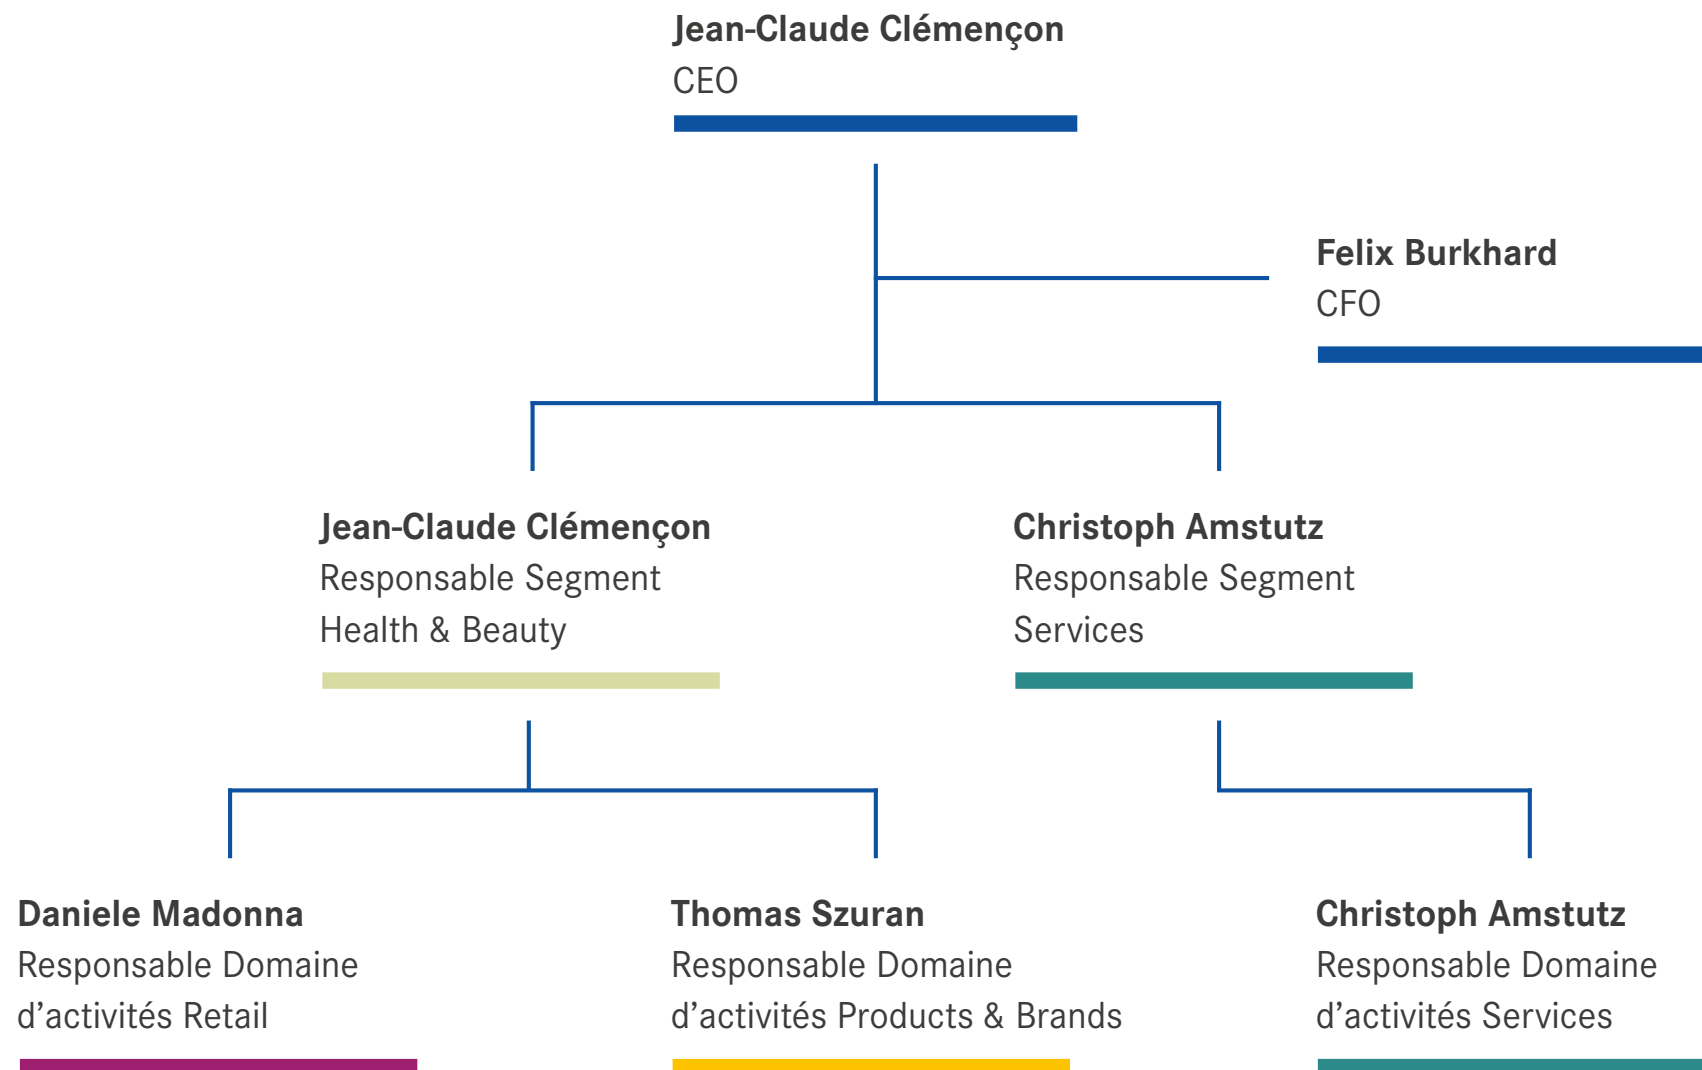 Jean-Claude Clémençon
CEO
Felix Burkhard
CFO
Jean-Claude Clémençon
Responsable Segment
Health & Beauty
Christoph Amstutz
Responsable Segment
Services
Daniele Madonna
Responsable Domaine
d’activités Retail
Thomas Szuran
Responsable Domaine
d’activités Products & Brands
Christoph Amstutz
Responsable Domaine
d’activités Services